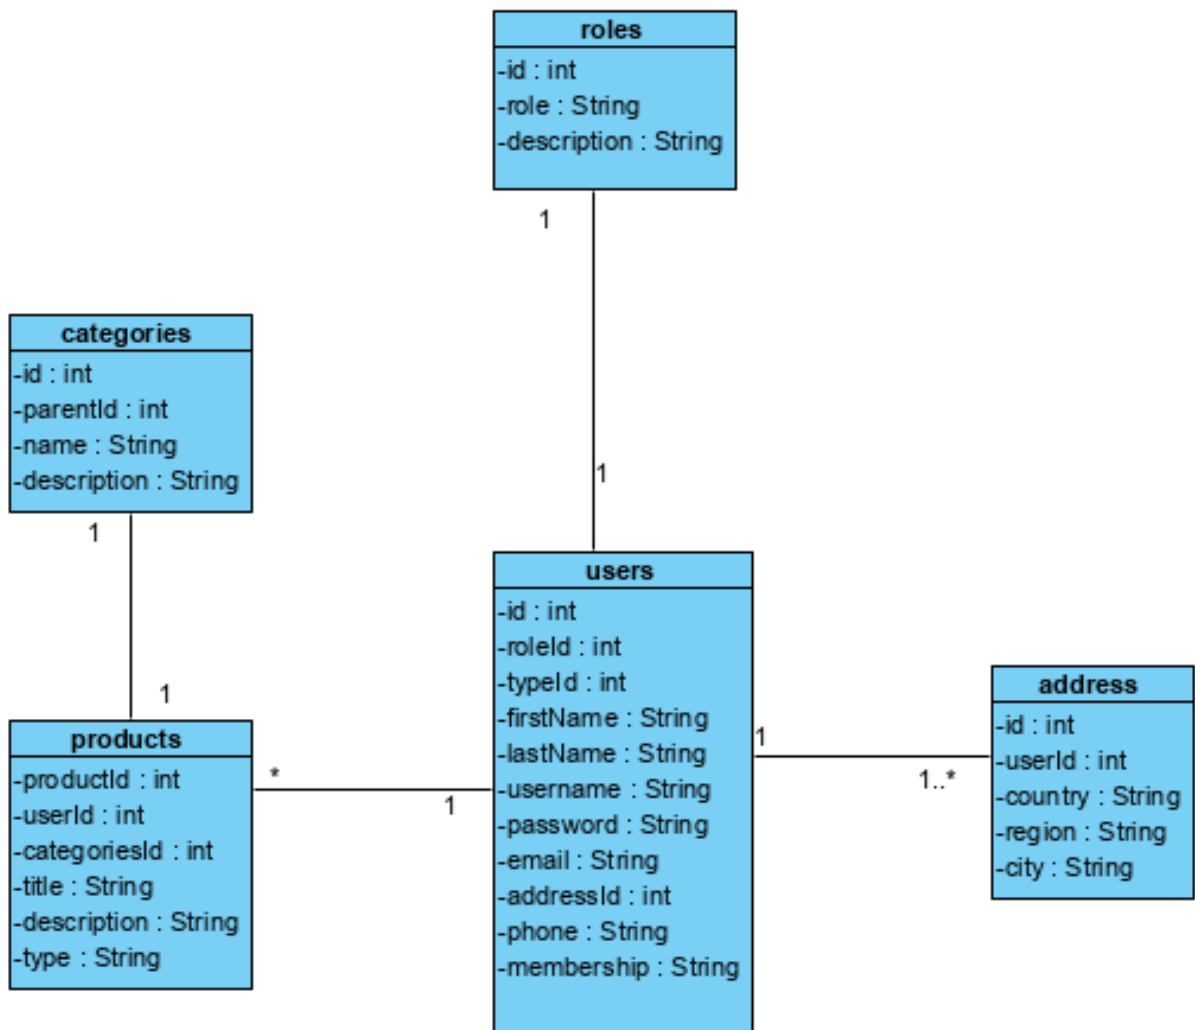 roles
-id : int
-role : String
-description : String
1
1
categories
-id : int
-parentId : int
-name : String
-description : String
1
1
products
-productId : int
-userId : int
-categoriesId : int
-title : String
-description : String
-type : String
*
1
users
-id : int
-roleId : int
-typeId : int
-firstName : String
-lastName : String
-username : String
-password : String
-email : String
-addressId : int
-phone : String
-membership : String
1
1..*
address
-id : int
-userId : int
-country : String
-region : String
-city : String